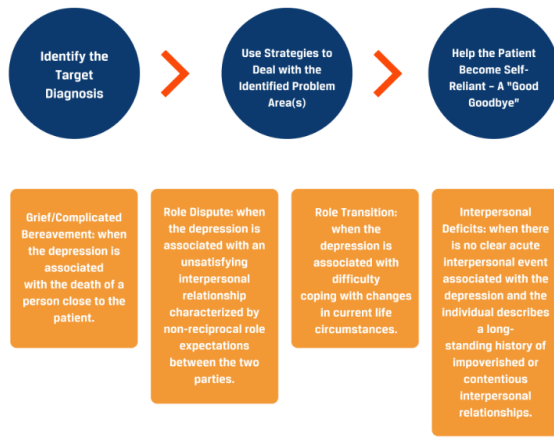 Identify the
Target
Diagnosis
Use Strategies to
Deal with the
Identified Problem
Area(s)
Help the Patient
Become Self-
Reliant – A "Good
Goodbye"
Grief/Complicated
Bereavement: when
the depression is
associated
with the death of a
person close to the
patient.
Role Dispute: when
the depression is
associated with an
unsatisfying
interpersonal
relationship
characterized by
non-reciprocal role
expectations
between the two
parties.
Role Transition:
when the
depression is
associated with
difficulty
coping with changes
in current life
circumstances.
Interpersonal
Deficits: when there
is no clear acute
interpersonal event
associated with the
depression and the
individual describes
a long-
standing history of
impoverished or
contentious
interpersonal
relationships.